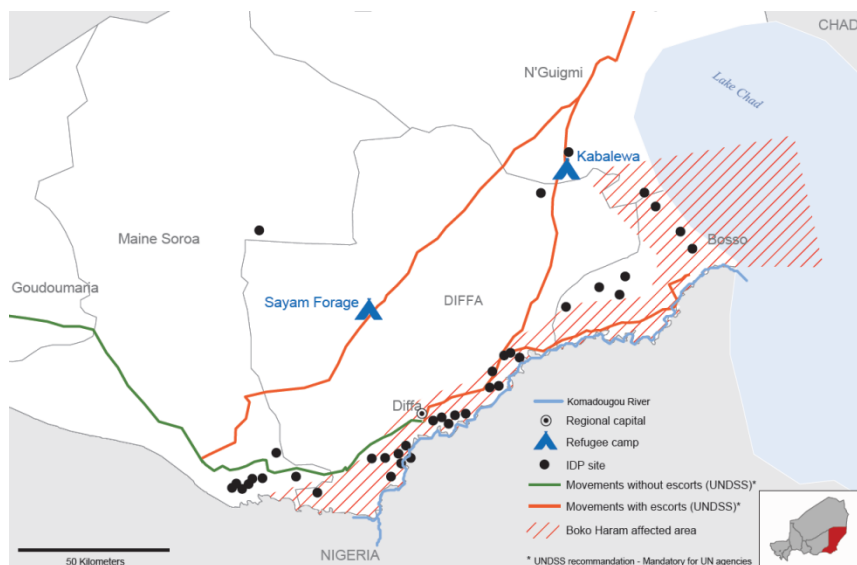 CHAD
N'Guigmi
Lake Chad
Kabalewa
Maine Soroa
Bosso
Goudoumaria
Sayam Forage
DIFFA
Diffa
Komadougou River
Regional capital
Refugee camp
IDP site
Movements without escorts (UNDSS)*
Movements with escorts (UNDSS)*
Boko Haram affected area
50 Kilometers
NIGERIA
* UNDSS recommandation - Mandatory for UN agencies